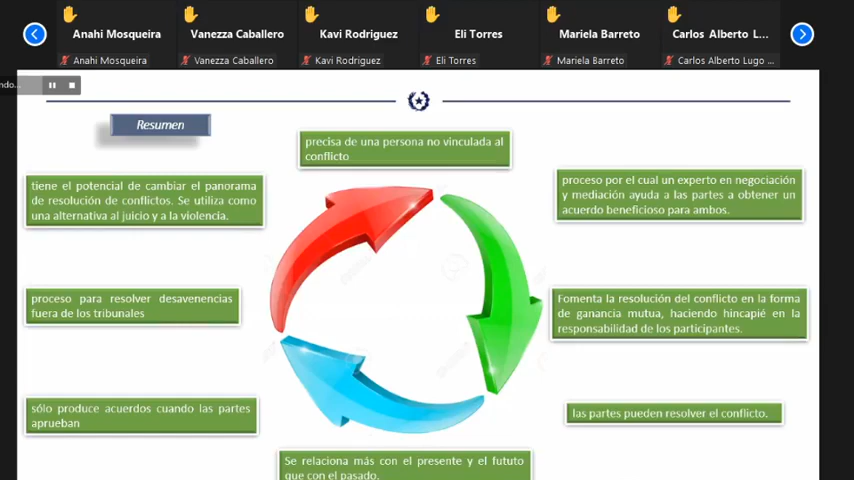 Anahi Mosqueira
Vanezza Caballero
Kavi Rodriguez
Eli Torres
Mariela Barreto
Carlos Alberto L...
Anahi Mosqueira
Vanezza Caballero
Kavi Rodriguez
Eli Torres
Mariela Barreto
Carlos Alberto Lugo ...
ndo...
Resumen
precisa de una persona no vinculada al
conflicto
tiene el potencial de cambiar el panorama
de resolución de conflictos. Se utiliza como
una alternativa al juicio y a la violencia.
proceso por el cual un experto en negociación
y mediación ayuda a las partes a obtener un
acuerdo beneficioso para ambos.
proceso para resolver desavenencias
fuera de los tribunales
Fomenta la resolución del conflicto en la forma
de ganancia mutua, haciendo hincapié en la
responsabilidad de los participantes.
sólo produce acuerdos cuando las partes
aprueban
las partes pueden resolver el conflicto.
Se relaciona más con el presente y el fututo
que con el pasado.